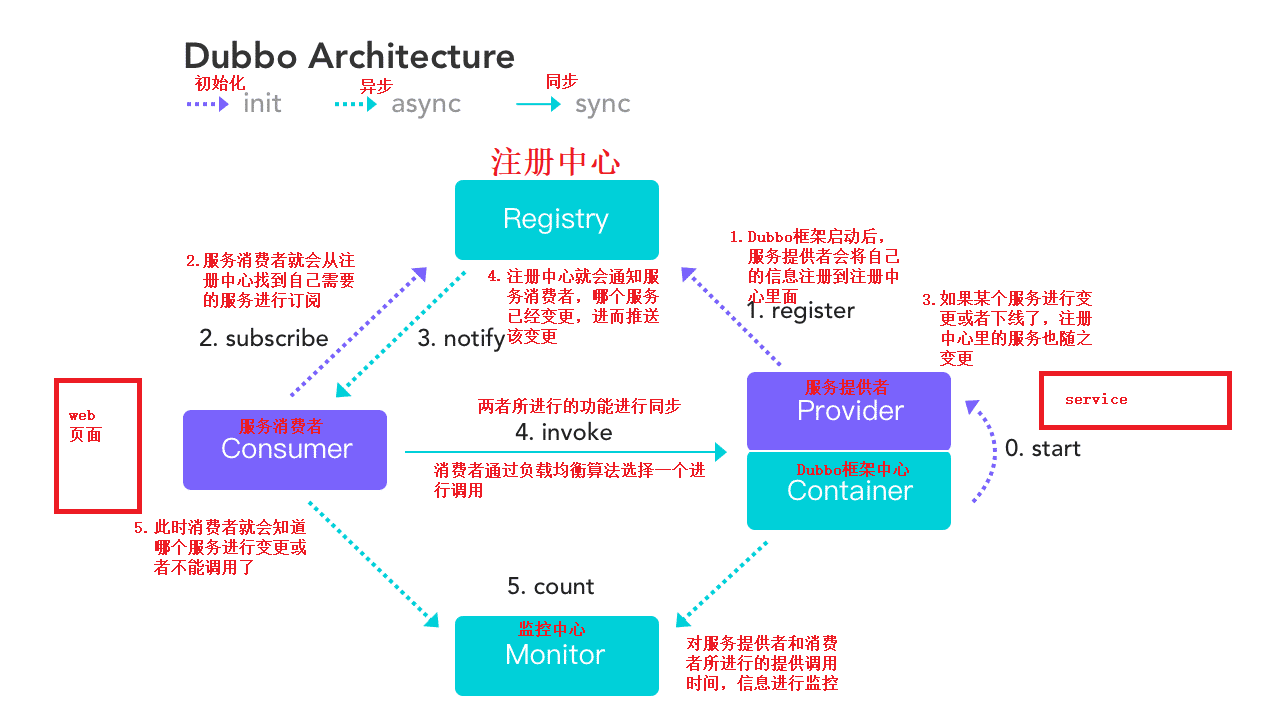 Dubbo Architecture
初始化
异步
同步
init
async
sync
注册中心
Registry
1.Dubbo框架启动后，
服务提供者会将自己
的信息注册到注册中
心里面
1. register
2.服务消费者就会从注
册中心找到自己需要
的服务进行订阅
2. subscribe
4. 注册中心就会通知服
务消费者，哪个服务
已经变更，进而推送
该变更
3. notify
3.如果某个服务进行变
更或者下线了，注册
中心里的服务也随之
变更
web
页面
服务消费者
Consumer
两者所进行的功能进行同步
4. invoke
消费者通过负载均衡算法选择一个进
行调用
服务提供者
Provider
Dubbo框架中心
Container
service
0. start
5. 此时消费者就会知道
哪个服务进行变更或
者不能调用了
5. count
监控中心
Monitor
对服务提供者和消费
者所进行的提供调用
时间，信息进行监控